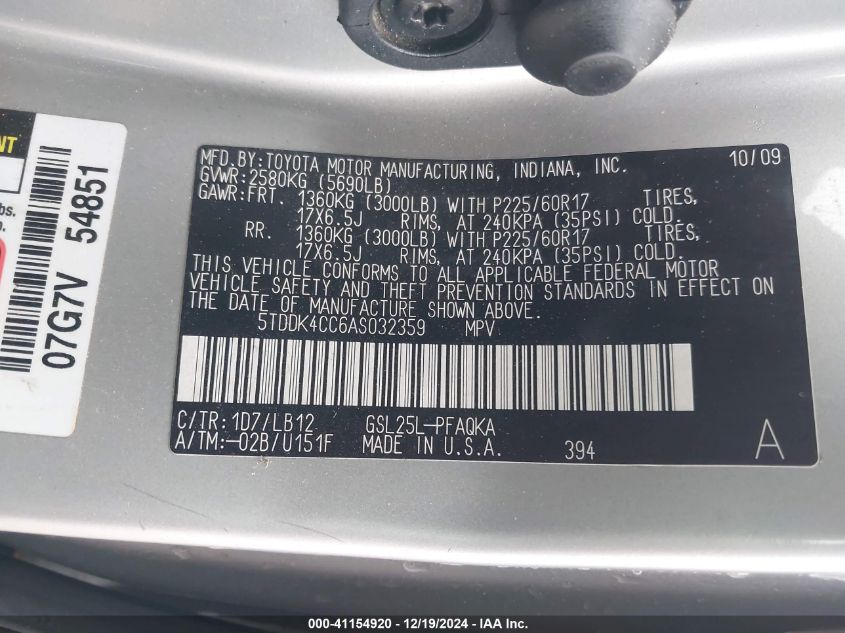 NT
bs.
07G7V 54851
MFD.BY:TOYOTA MOTOR MANUFACTURING, INDIANA, INC. 10/09
GVWR:2580KG (5690LB)
GAWR:FRT. 1360KG (3000LB) WITH P225/60R17 TIRES,
17X6.5J RIMS, AT 240KPA (35PSI) COLD.
RR. 1360KG (3000LB) WITH P225/60R17 TIRES,
17X6.5J RIMS, AT 240KPA (35PSI) COLD.
THIS VEHICLE CONFORMS TO ALL APPLICABLE FEDERAL MOTOR
VEHICLE SAFETY AND THEFT PREVENTION STANDARDS IN EFFECT ON
THE DATE OF MANUFACTURE SHOWN ABOVE.
5TDDK4CC6AS032359 MPV
C/TR:1D7/LB12 GSL25L-PFAQKA
A/TM:-02B/U151F MADE IN U.S.A. 394 A
000-41154920 - 12/19/2024 - IAA Inc.